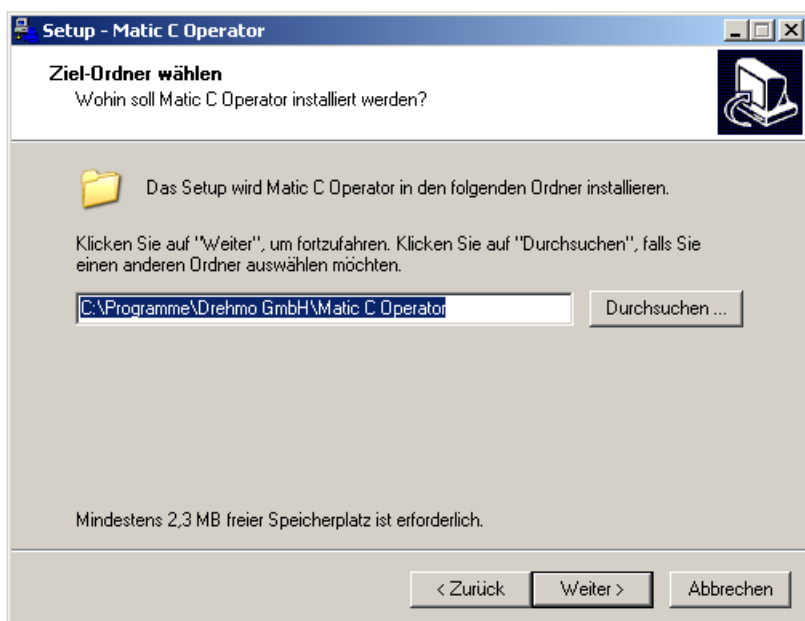 Setup - Matic C Operator
Ziel-Ordner wählen
Wohin soll Matic C Operator installiert werden?
Das Setup wird Matic C Operator in den folgenden Ordner installieren.
Klicken Sie auf "Weiter", um fortzufahren. Klicken Sie auf "Durchsuchen", falls Sie
einen anderen Ordner auswählen möchten.
C:\Programme\Drehmo GmbH\Matic C Operator
Durchsuchen ...
Mindestens 2,3 MB freier Speicherplatz ist erforderlich.
< Zurück
Weiter >
Abbrechen